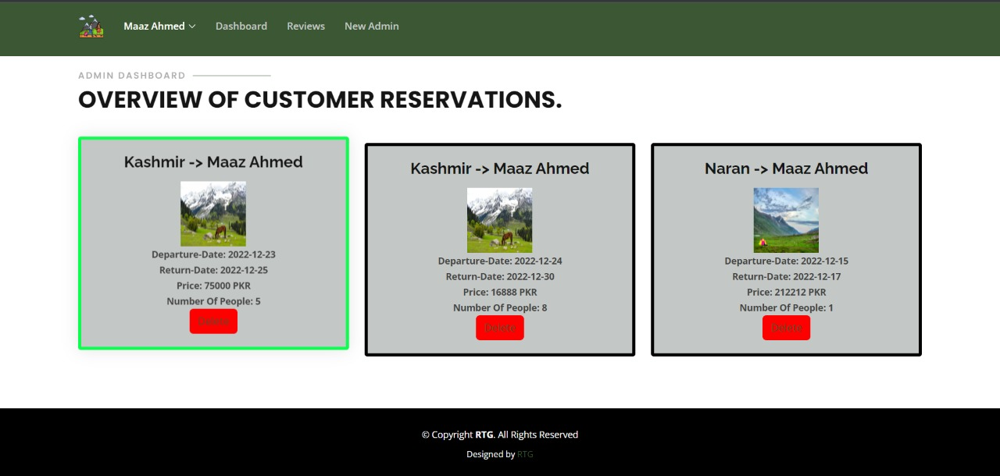 Maaz Ahmed Dashboard Reviews New Admin
ADMIN DASHBOARD
OVERVIEW OF CUSTOMER RESERVATIONS.
Kashmir -> Maaz Ahmed
Departure-Date: 2022-12-23
Return-Date: 2022-12-25
Price: 75000 PKR
Number Of People: 5
Delete
Kashmir -> Maaz Ahmed
Departure-Date: 2022-12-24
Return-Date: 2022-12-30
Price: 16888 PKR
Number Of People: 8
Delete
Naran -> Maaz Ahmed
Departure-Date: 2022-12-15
Return-Date: 2022-12-17
Price: 212212 PKR
Number Of People: 1
Delete
© Copyright RTG. All Rights Reserved
Designed by RTG